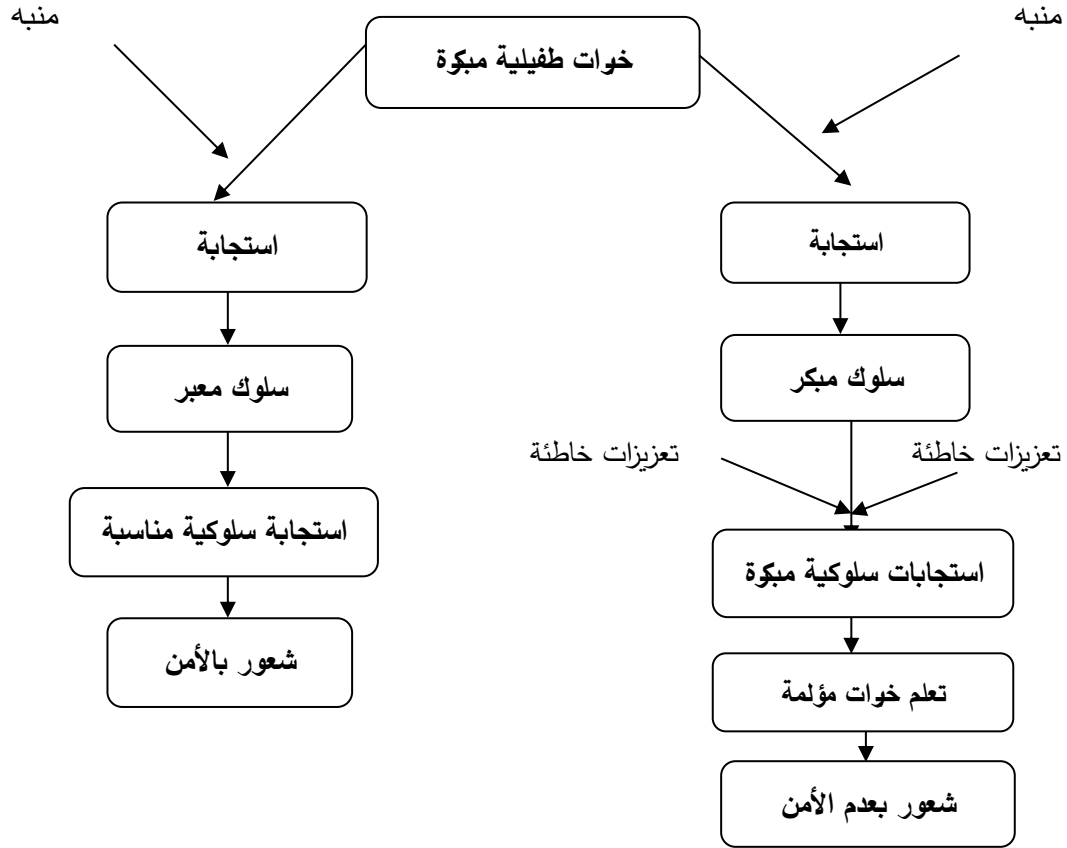 منبه
منبه
خوات طفيلية مبكوة
استجابة
استجابة
سلوك مبكر
سلوك معبر
تعزيزات خاطئة
تعزيزات خاطئة
استجابة سلوكية مناسبة
استجابات سلوكية مبكوة
شعور بالأمن
تعلم خوات مؤلمة
شعور بعدم الأمن